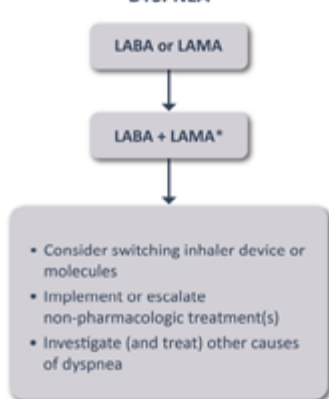 DYSPNEA
LABA or LAMA
LABA + LAMA*
• Consider switching inhaler device or
molecules
• Implement or escalate
non-pharmacologic treatment(s)
• Investigate (and treat) other causes
of dyspnea